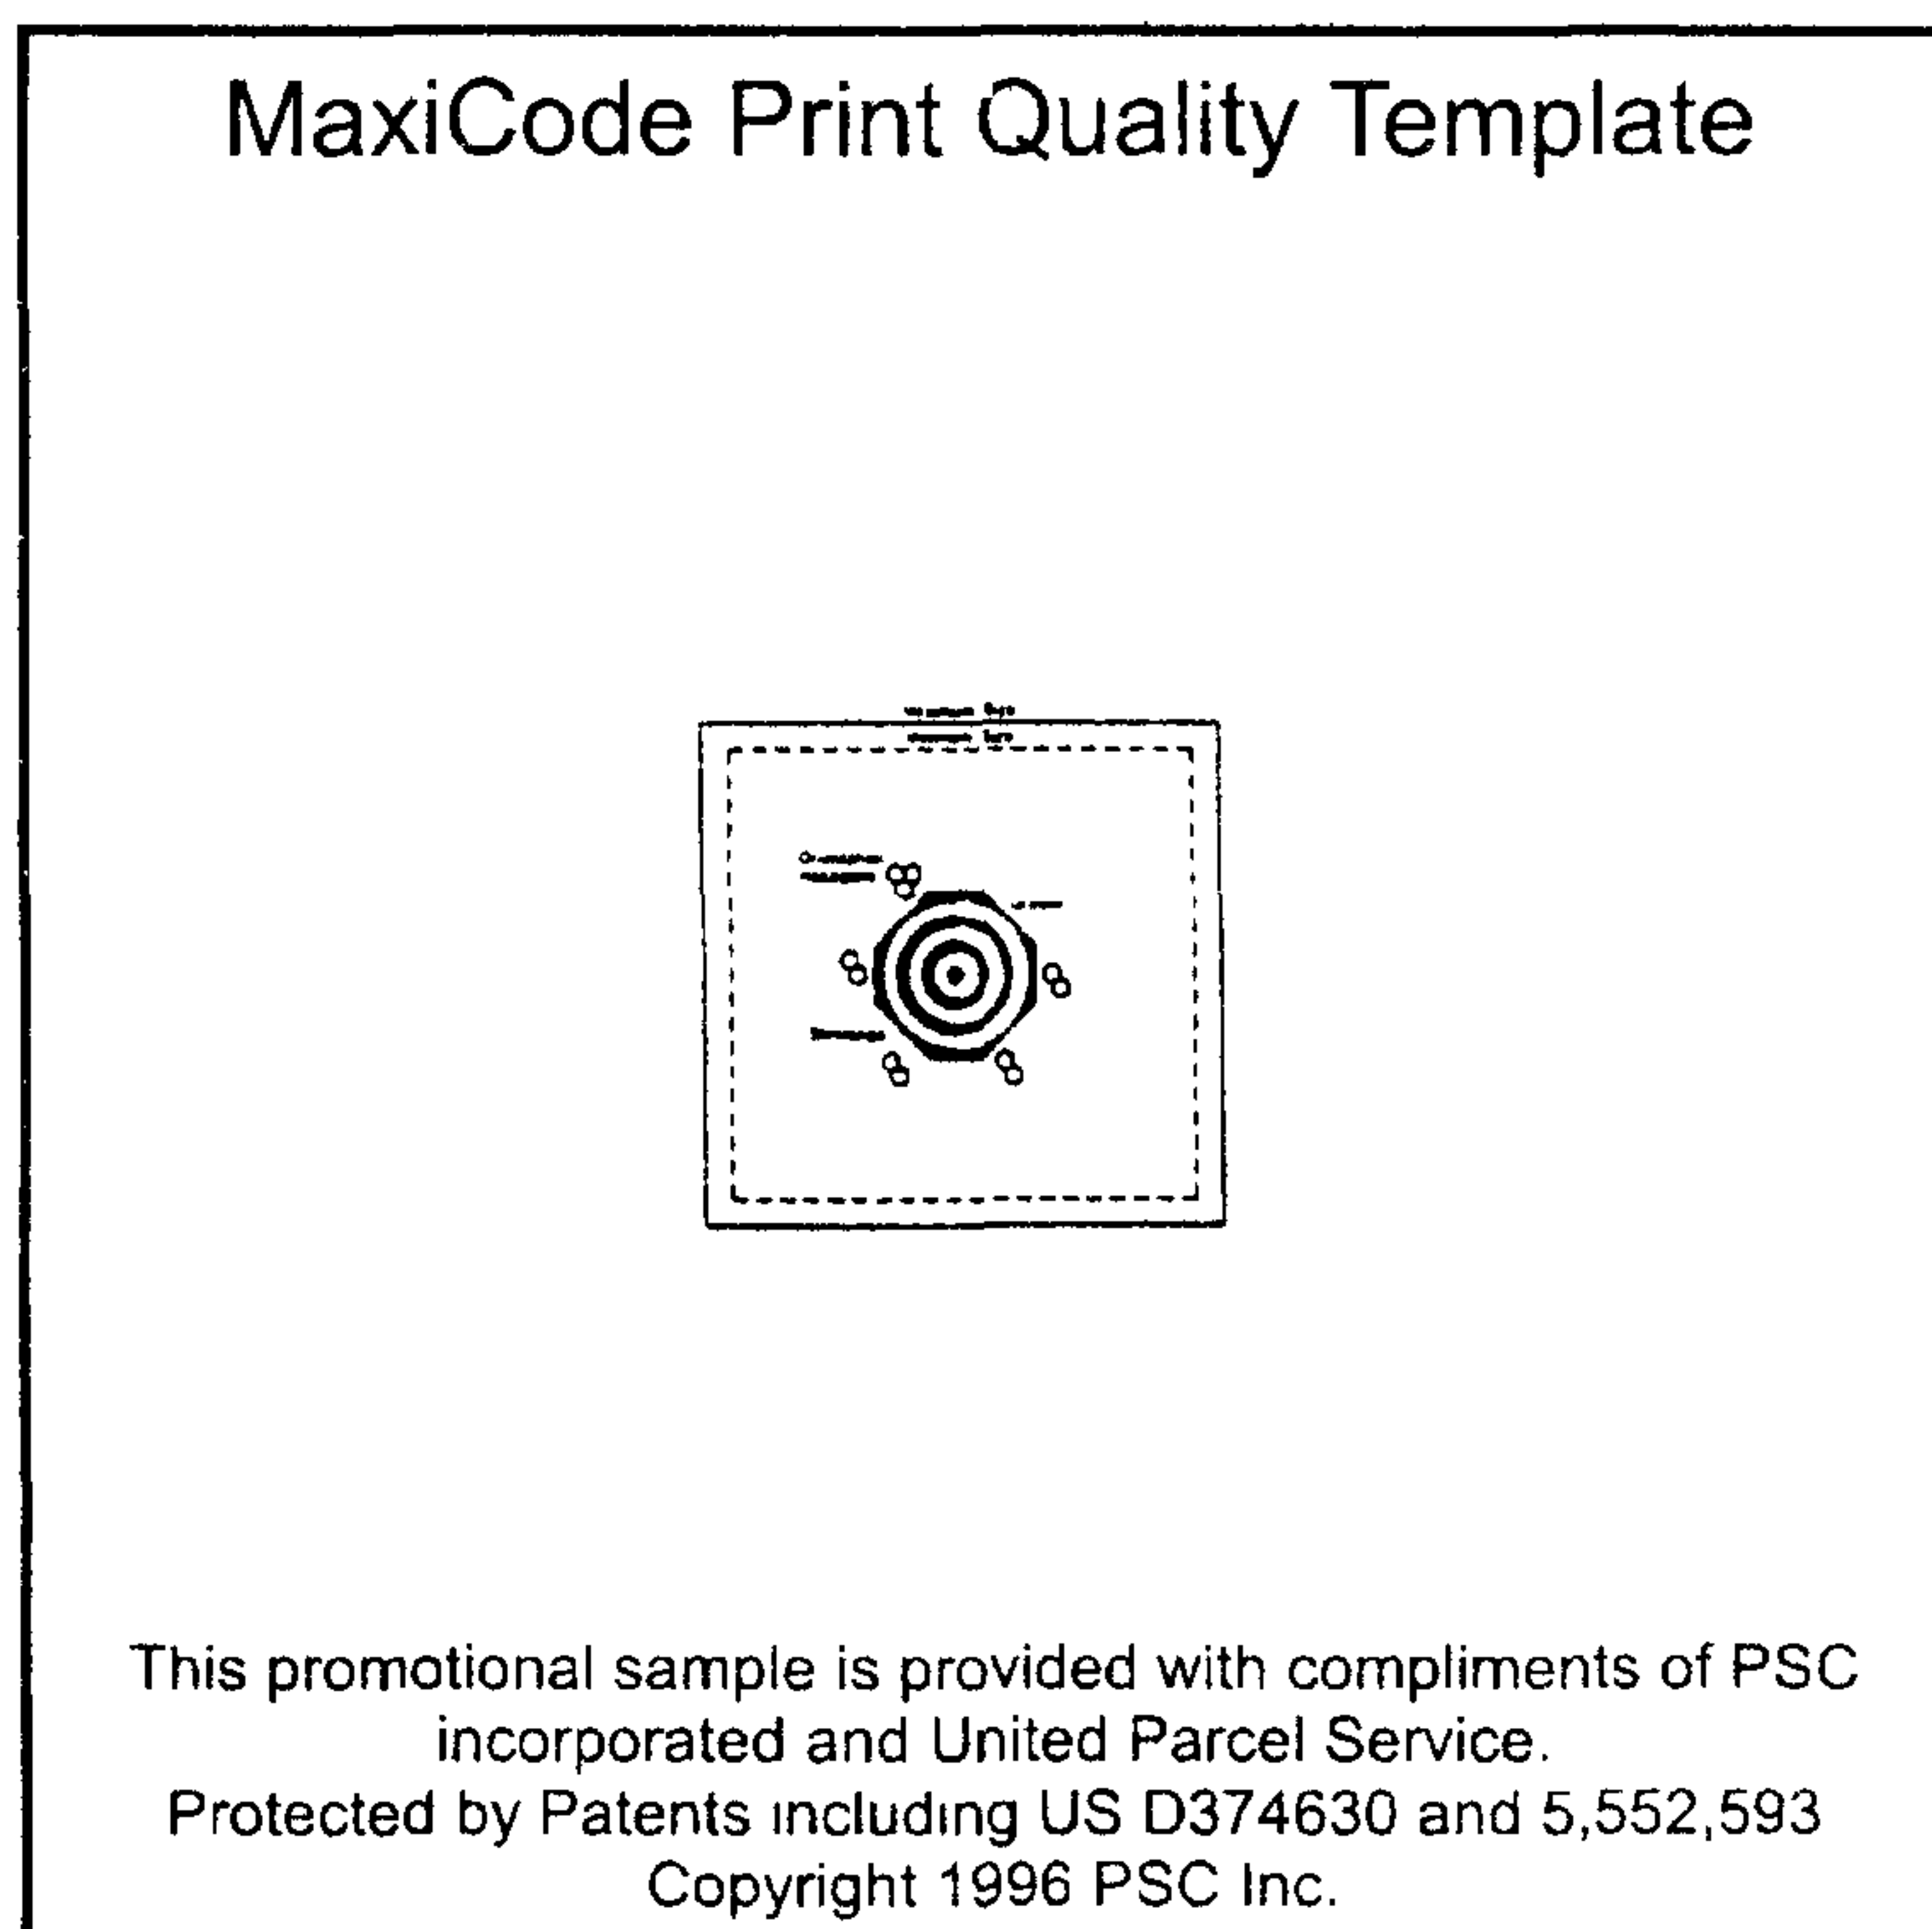 MaxiCode Print Quality Template
This promotional sample is provided with compliments of PSC
incorporated and United Parcel Service.
Protected by Patents including US D374630 and 5,552,593
Copyright 1996 PSC Inc.